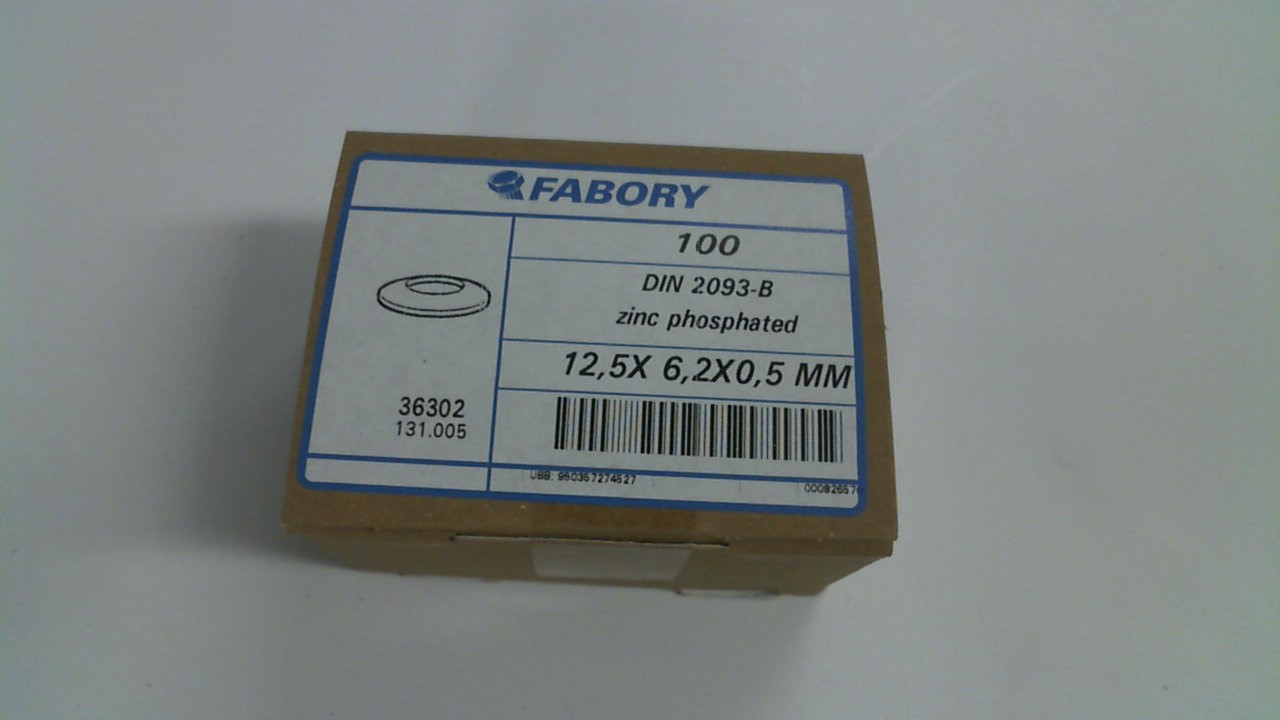 FABORY
100
DIN 2093-B
zinc phosphated
12,5X 6,2X0,5 MM
36302
131.005